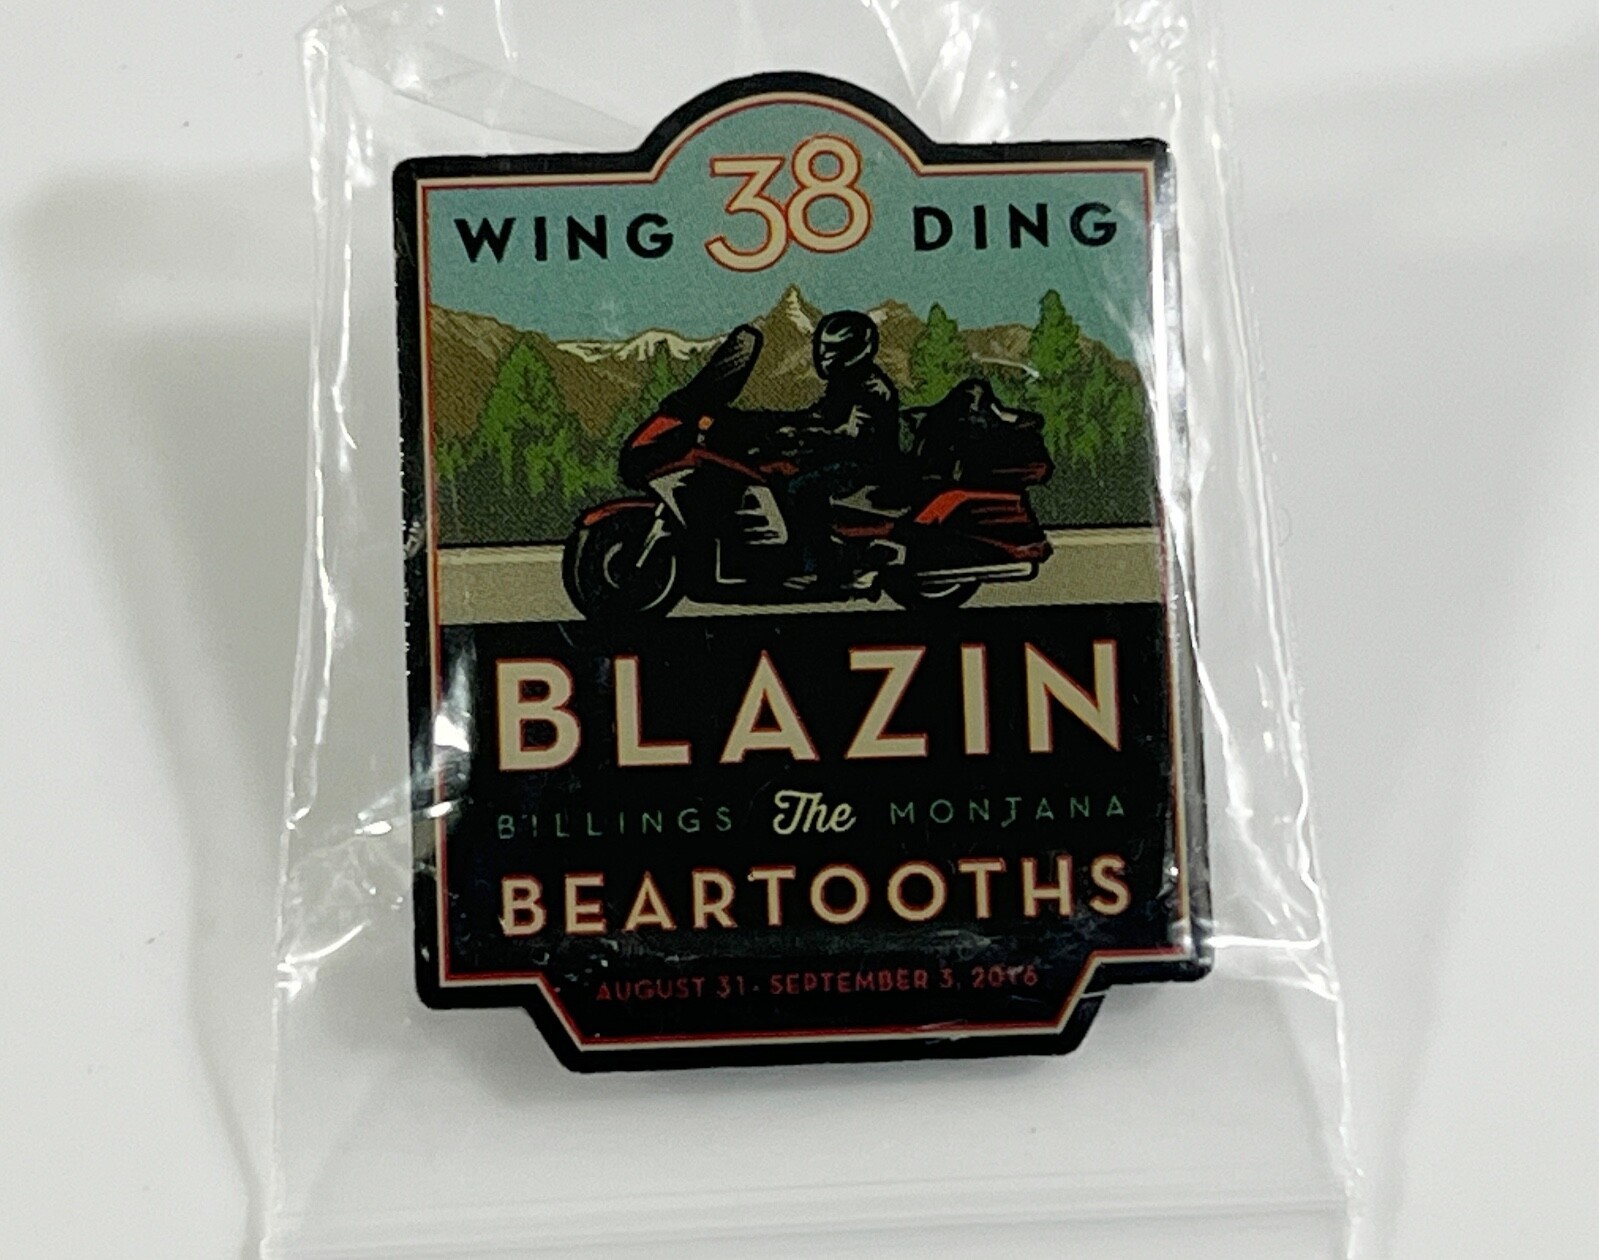 WING 38 DING
BLAZIN
BILLINGS The MONTANA
BEARTOOTHS
AUGUST 31 · SEPTEMBER 3, 2016